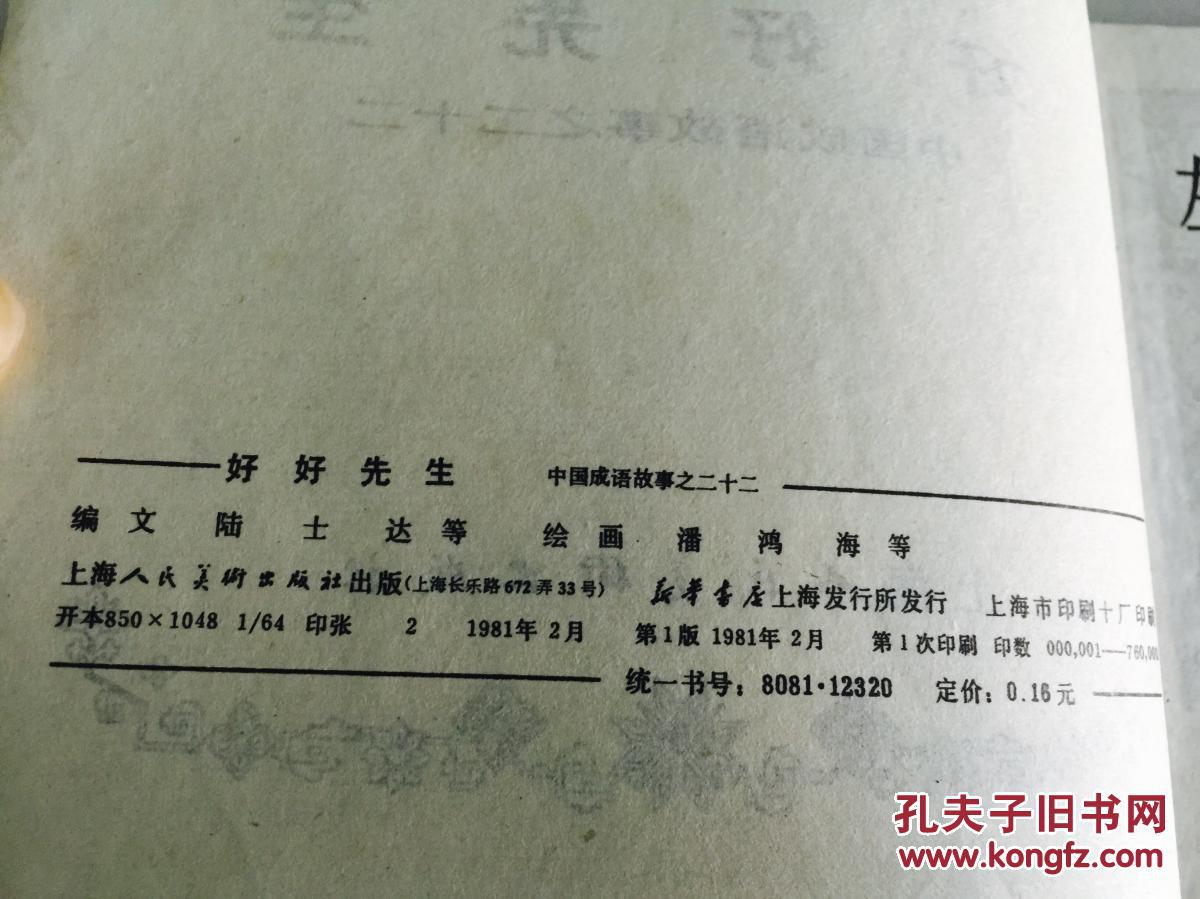 好好先生 中国成语故事之二十二
编文 陆士达等 绘画 潘鸿海等
上海人民美術出版社出版(上海长乐路672弄33号) 新華書店上海发行所发行 上海市印刷十厂印刷
开本850×1048 1/64 印张 2 1981年2月 第1版 1981年2月 第1次印刷 印数 000,001—760,000
统一书号：8081·12320 定价：0.16元
孔夫子旧书网
www.kongfz.com